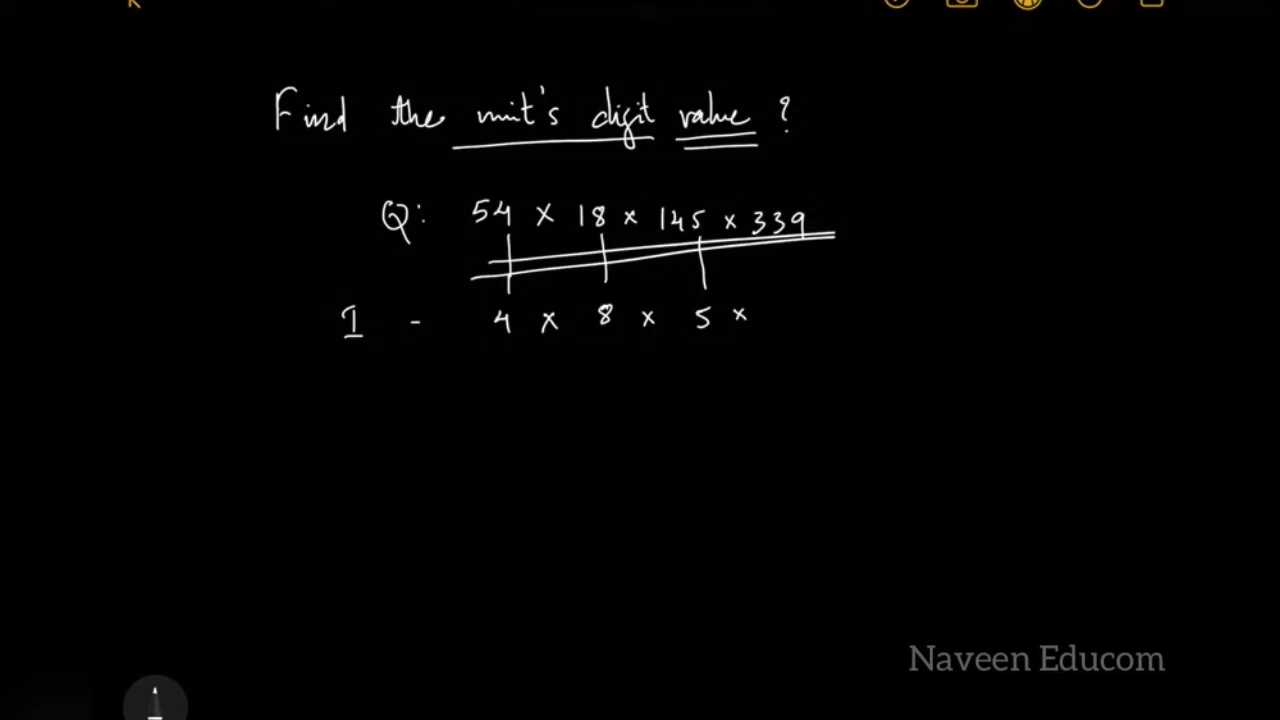 Find the unit's digit value ?
Q: 54 × 18 × 145 × 339
I - 4 × 8 × 5 ×
Naveen Educom